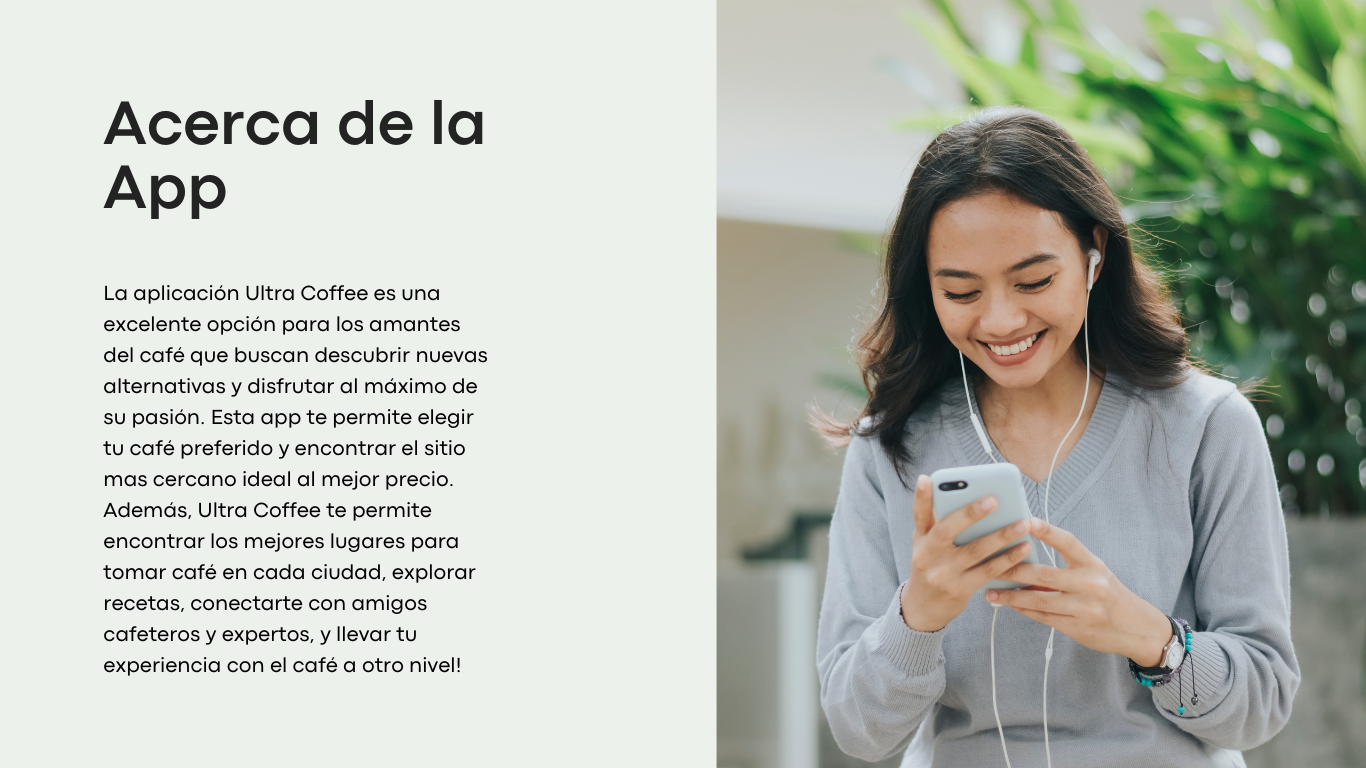 Acerca de la
App
La aplicación Ultra Coffee es una
excelente opción para los amantes
del café que buscan descubrir nuevas
alternativas y disfrutar al máximo de
su pasión. Esta app te permite elegir
tu café preferido y encontrar el sitio
mas cercano ideal al mejor precio.
Además, Ultra Coffee te permite
encontrar los mejores lugares para
tomar café en cada ciudad, explorar
recetas, conectarte con amigos
cafeteros y expertos, y llevar tu
experiencia con el café a otro nivel!